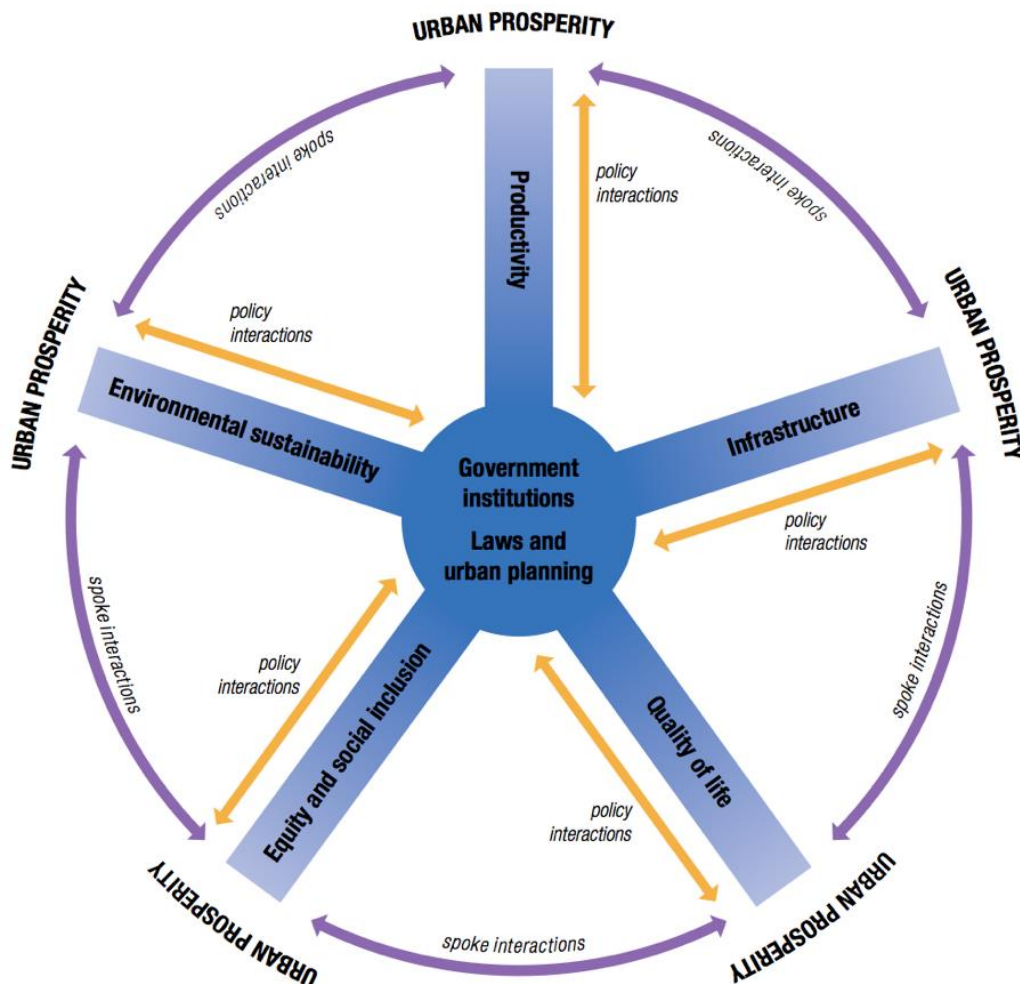 URBAN PROSPERITY
spoke interactions
spoke interactions
Productivity
policy
interactions
URBAN PROSPERITY
policy
interactions
URBAN PROSPERITY
Environmental sustainability
Infrastructure
Government
institutions
Laws and
urban planning
policy
interactions
spoke interactions
spoke interactions
policy
interactions
Equity and social inclusion
Quality of life
policy
interactions
URBAN PROSPERITY
URBAN PROSPERITY
spoke interactions